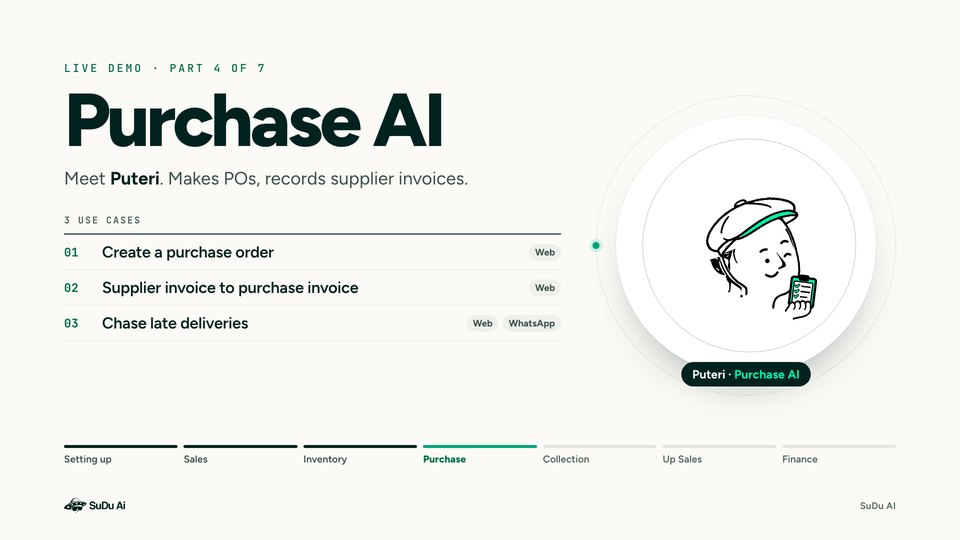 LIVE DEMO · PART 4 OF 7
Purchase AI
Meet Puteri. Makes POs, records supplier invoices.
3 USE CASES
01 Create a purchase order Web
02 Supplier invoice to purchase invoice Web
03 Chase late deliveries Web WhatsApp
Puteri · Purchase AI
Setting up Sales Inventory Purchase Collection Up Sales Finance
SuDu Ai SuDu AI